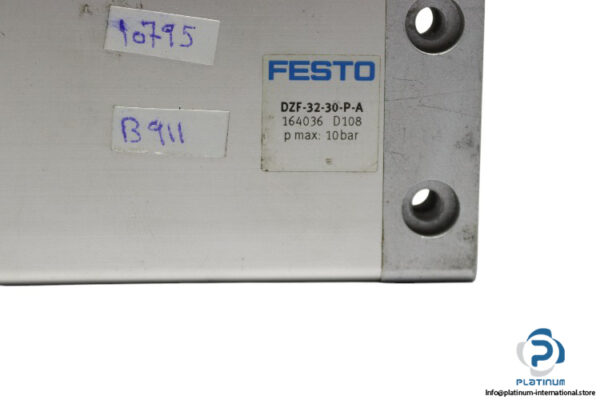 10795
B911
FESTO
DZF-32-30-P-A
164036 D108
p max: 10bar
PLATINUM
Info@platinum-international.store